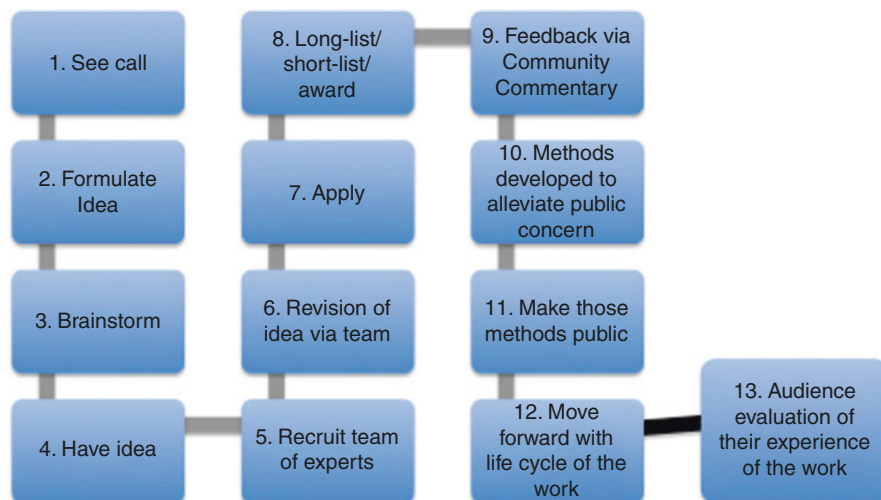 1. See call
2. Formulate
Idea
3. Brainstorm
4. Have idea
5. Recruit team
of experts
6. Revision of
idea via team
7. Apply
8. Long-list/
short-list/
award
9. Feedback via
Community
Commentary
10. Methods
developed to
alleviate public
concern
11. Make those
methods public
12. Move
forward with
life cycle of the
work
13. Audience
evaluation of
their experience
of the work